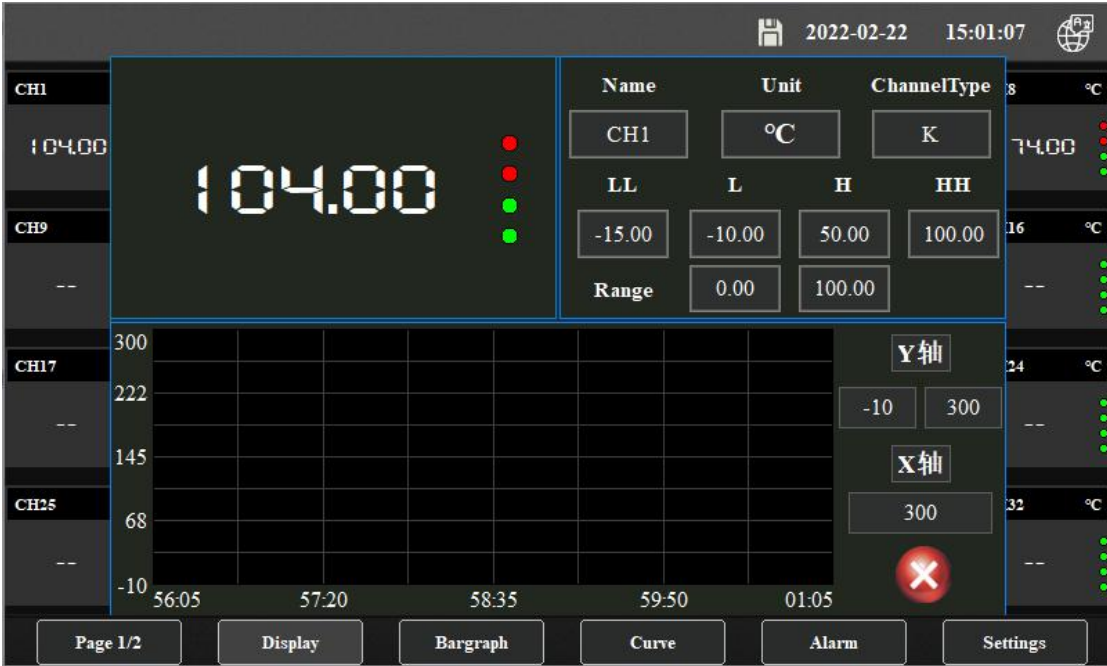 2022-02-22 15:01:07
CH1
104.00
CH9
--
CH17
--
CH25
--
104.00
Name Unit ChannelType
CH1 °C K
LL L H HH
-15.00 -10.00 50.00 100.00
Range 0.00 100.00
8 °C
74.00
16 °C
--
24 °C
--
32 °C
--
300
222
145
68
-10
56:05 57:20 58:35 59:50 01:05
Y轴
-10 300
X轴
300
Page 1/2 Display Bargraph Curve Alarm Settings